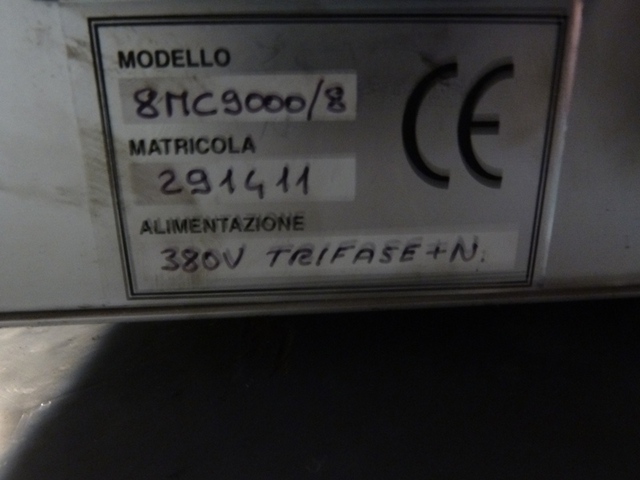 MODELLO
8MC9000/8
CE
MATRICOLA
291411
ALIMENTAZIONE
380V TRIFASE+N.